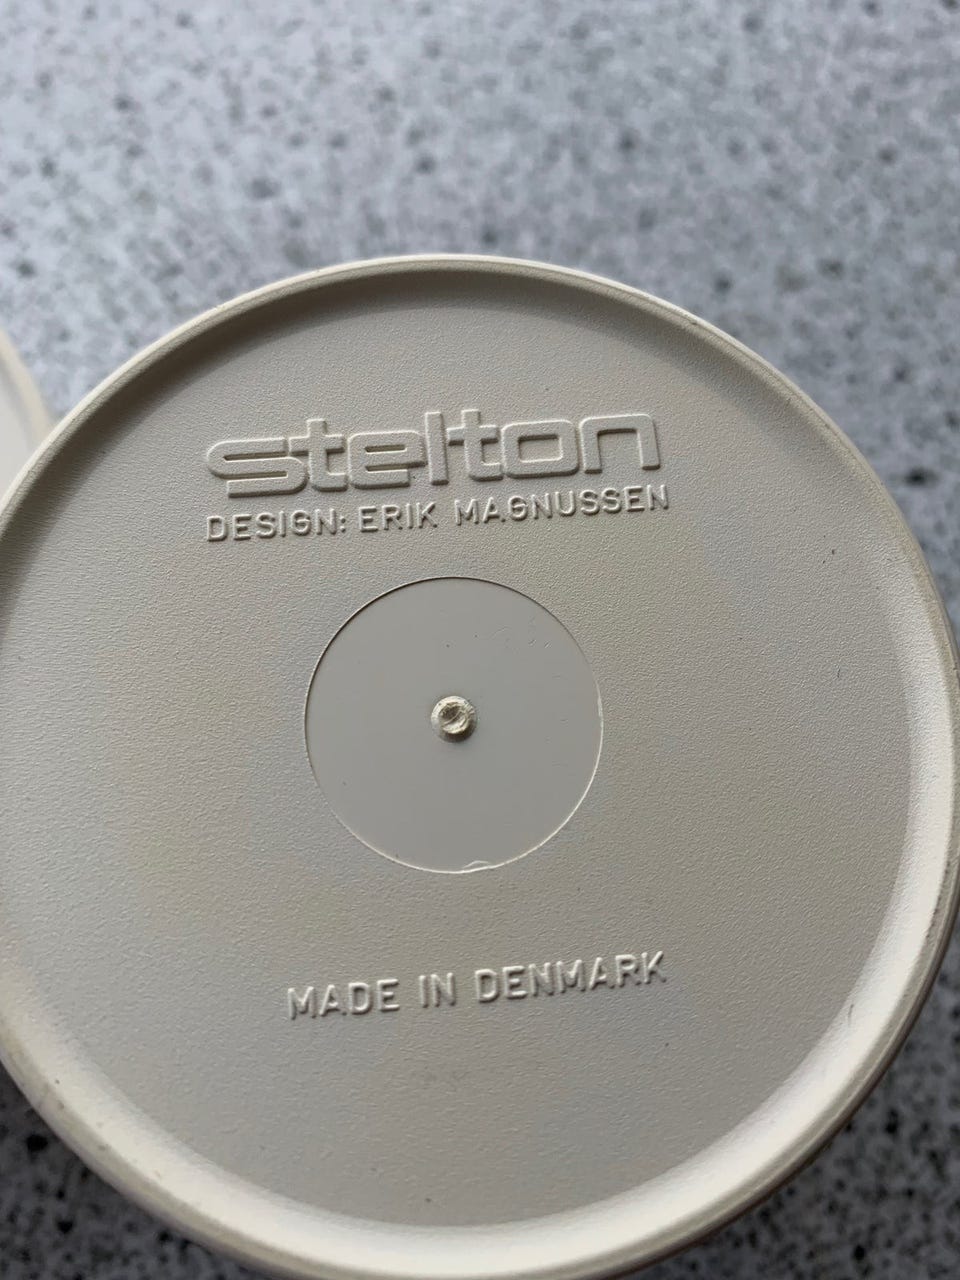 stelton
DESIGN: ERIK MAGNUSSEN
MADE IN DENMARK